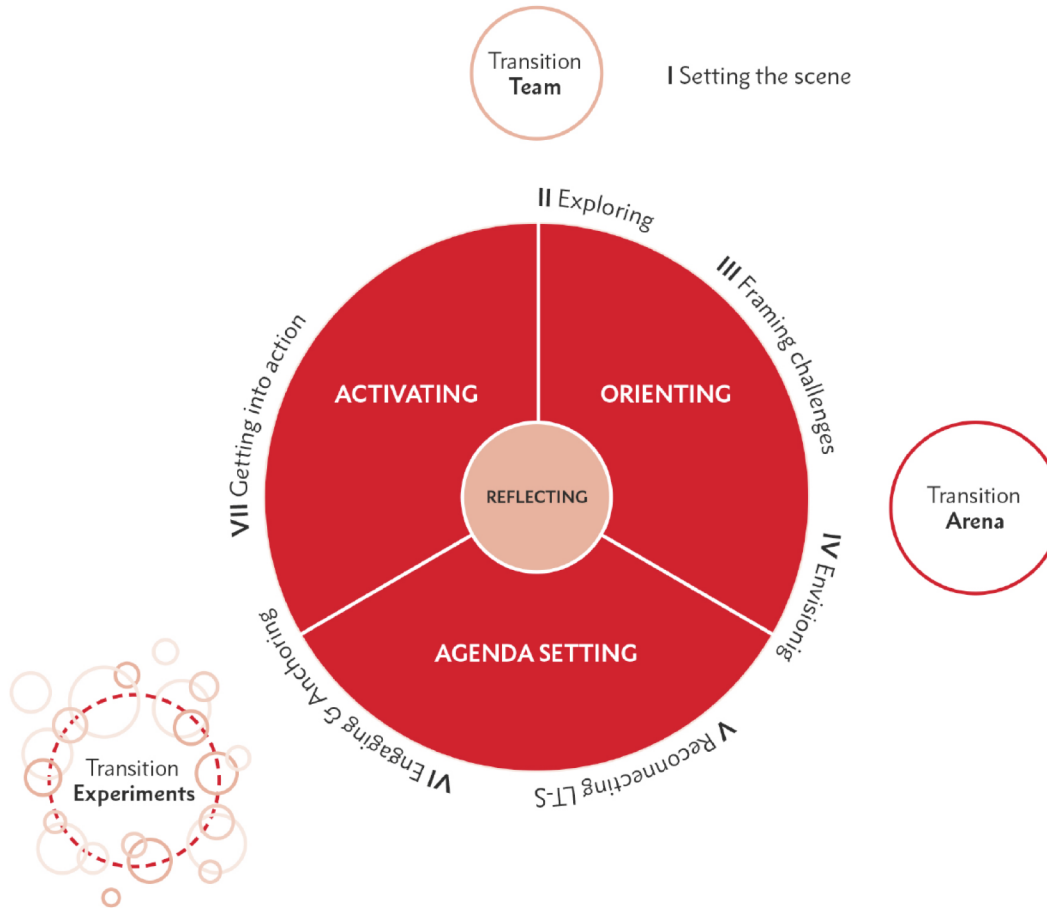 Transition
Team
I Setting the scene
II Exploring
III Framing challenges
IV Envisionig
V Reconnecting LT-S
VI Engaging & Anchoring
VII Getting into action
ACTIVATING
ORIENTING
REFLECTING
AGENDA SETTING
Transition
Arena
Transition
Experiments